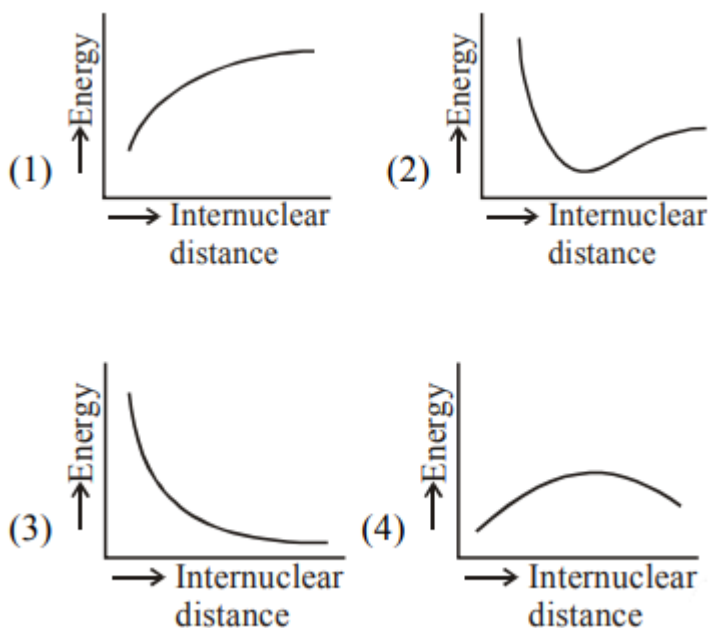 Energy
(1)
Internuclear
distance
Energy
(2)
Internuclear
distance
Energy
(3)
Internuclear
distance
Energy
(4)
Internuclear
distance